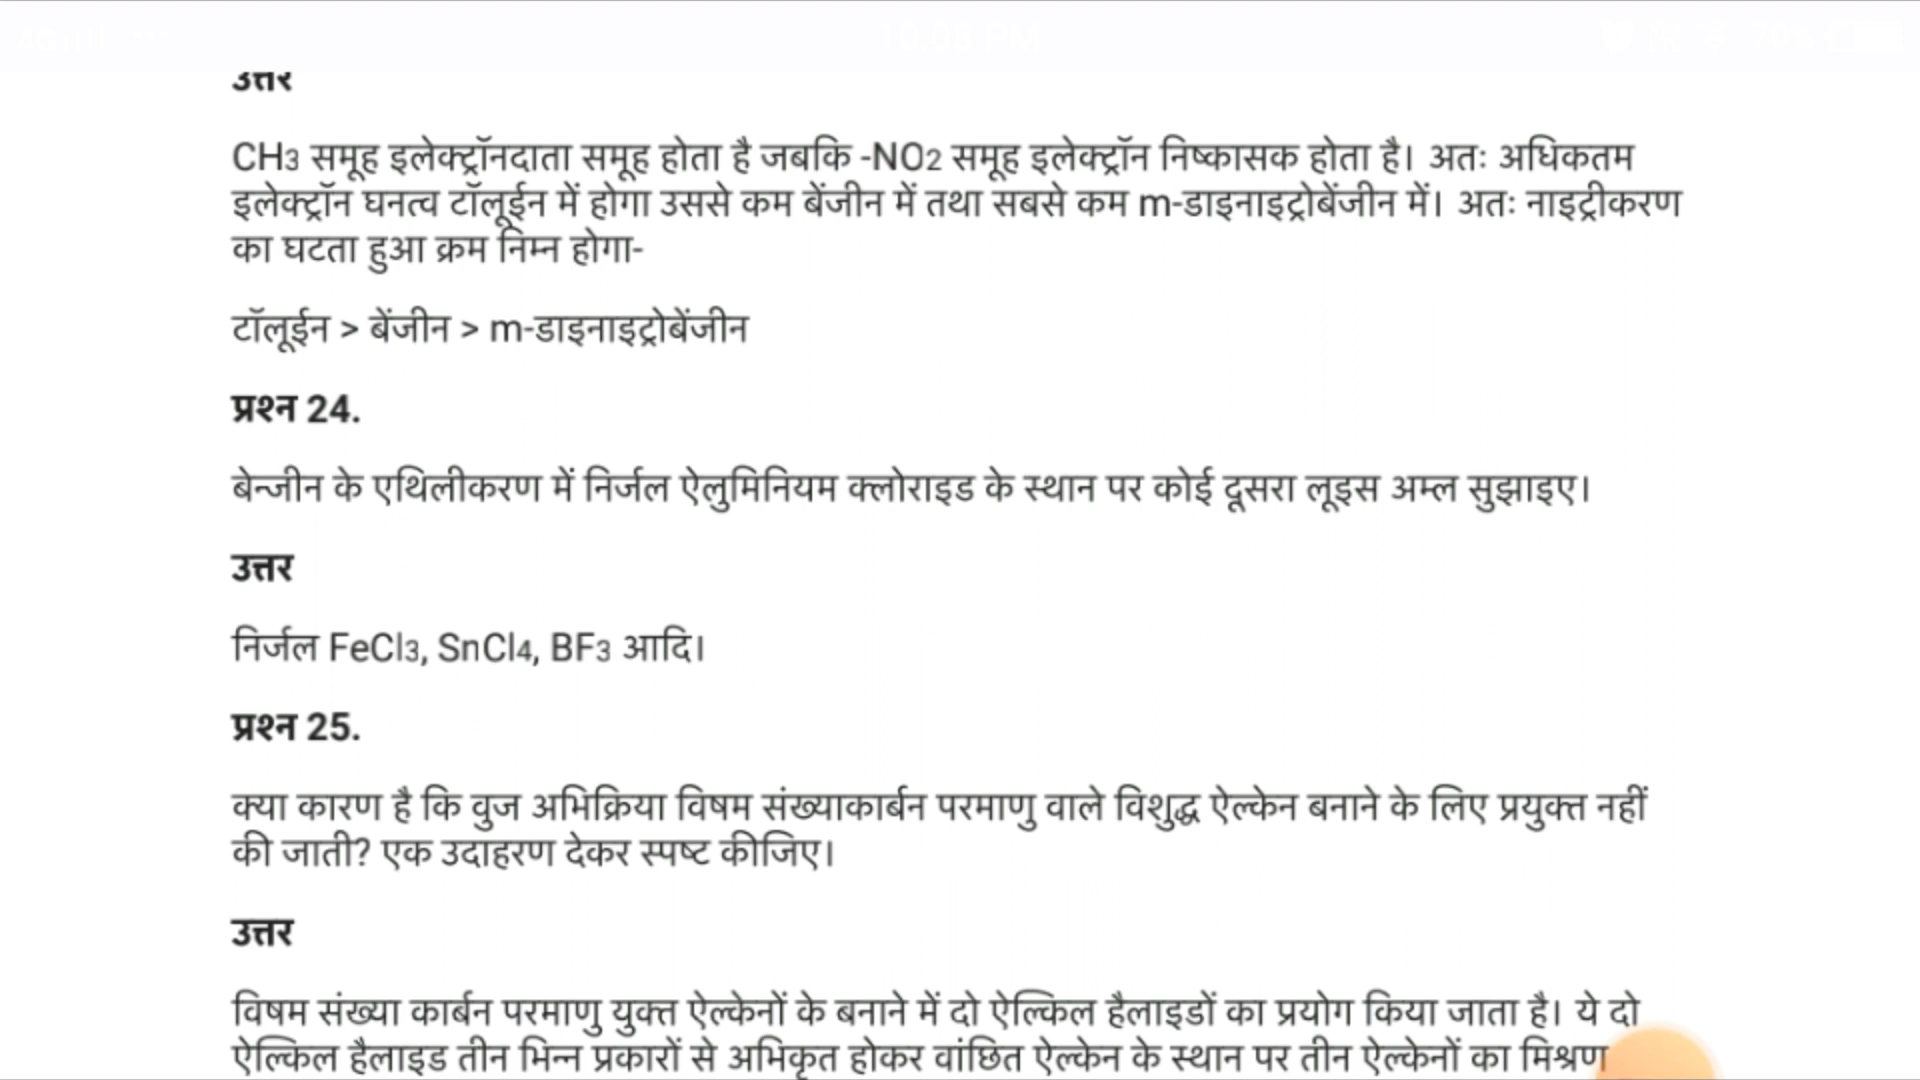 उत्तर
CH3 समूह इलेक्ट्रॉनदाता समूह होता है जबकि -NO2 समूह इलेक्ट्रॉन निष्कासक होता है। अतः अधिकतम
इलेक्ट्रॉन घनत्व टॉलूईन में होगा उससे कम बेंजीन में तथा सबसे कम m-डाइनाइट्रोबेंजीन में। अतः नाइट्रीकरण
का घटता हुआ क्रम निम्न होगा-
टॉलूईन > बेंजीन > m-डाइनाइट्रोबेंजीन
प्रश्न 24.
बेन्जीन के एथिलीकरण में निर्जल ऐलुमिनियम क्लोराइड के स्थान पर कोई दूसरा लूइस अम्ल सुझाइए।
उत्तर
निर्जल FeCl3, SnCl4, BF3 आदि।
प्रश्न 25.
क्या कारण है कि वुज अभिक्रिया विषम संख्याकार्बन परमाणु वाले विशुद्ध ऐल्केन बनाने के लिए प्रयुक्त नहीं
की जाती? एक उदाहरण देकर स्पष्ट कीजिए।
उत्तर
विषम संख्या कार्बन परमाणु युक्त ऐल्केनों के बनाने में दो ऐल्किल हैलाइडों का प्रयोग किया जाता है। ये दो
ऐल्किल हैलाइड तीन भिन्न प्रकारों से अभिकृत होकर वांछित ऐल्केन के स्थान पर तीन ऐल्केनों का मिश्रण